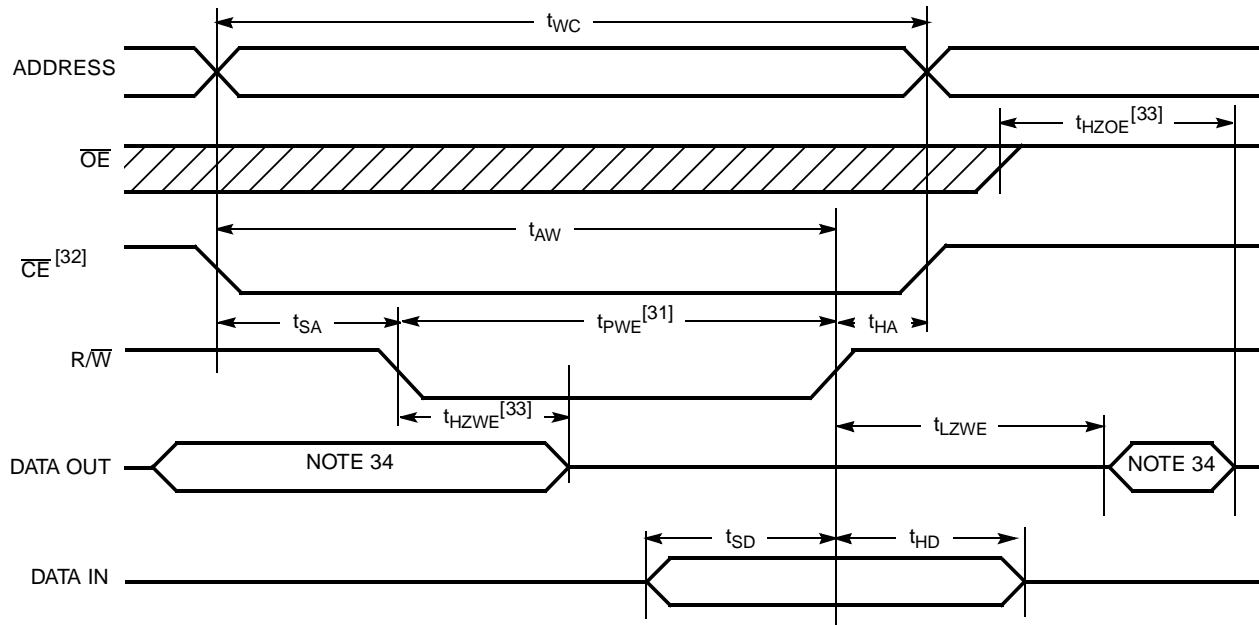 tWC
ADDRESS
tHZOE[33]
OE
tAW
CE[32]
tSA
tPWE[31]
tHA
R/W
tHZWE[33]
tLZWE
DATA OUT
NOTE 34
NOTE 34
tSD
tHD
DATA IN